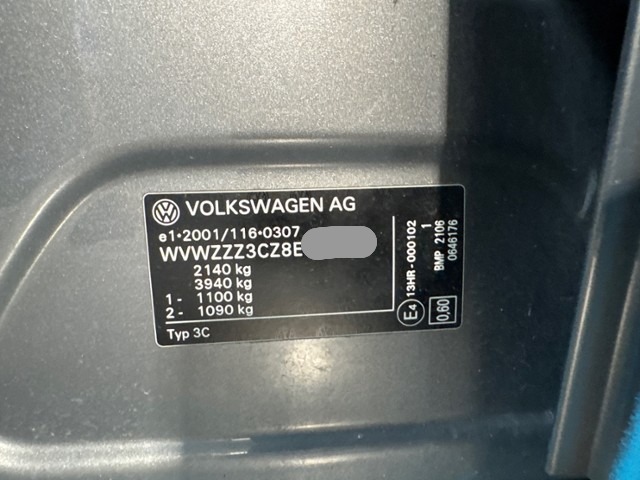 VOLKSWAGEN AG
e1*2001/116*0307
WVWZZZ3CZ8E
2140 kg
3940 kg
1- 1100 kg
2- 1090 kg
Typ 3C
E4
13HR-000102
1
BMP 2106
0646176
0,60